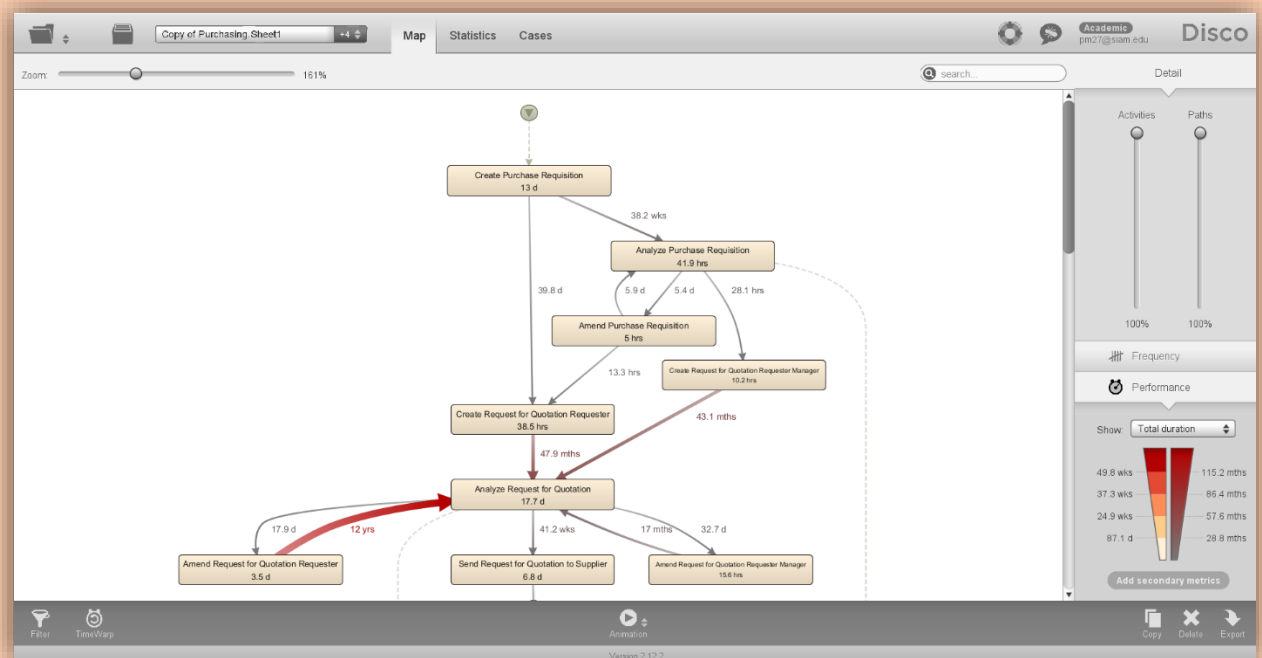 Copy of Purchasing.Sheet1
+4
Map
Statistics
Cases
Academic
pm27@siam.edu
Disco
Zoom:
161%
search...
Detail
Activities
Paths
100%
100%
Frequency
Performance
Show:
Total duration
49.8 wks
115.2 mths
37.3 wks
86.4 mths
24.9 wks
57.6 mths
87.1 d
28.8 mths
Add secondary metrics
Create Purchase Requisition
13 d
38.2 wks
Analyze Purchase Requisition
41.9 hrs
39.8 d
5.9 d
5.4 d
28.1 hrs
Amend Purchase Requisition
5 hrs
13.3 hrs
Create Request for Quotation Requester Manager
10.2 hrs
Create Request for Quotation Requester
38.5 hrs
43.1 mths
47.9 mths
Analyze Request for Quotation
17.7 d
17.9 d
12 yrs
41.2 wks
17 mths
32.7 d
Amend Request for Quotation Requester
3.5 d
Send Request for Quotation to Supplier
6.8 d
Amend Request for Quotation Requester Manager
15.6 hrs
Filter
TimeWarp
Animation
Copy
Delete
Export
Version 2.12.2